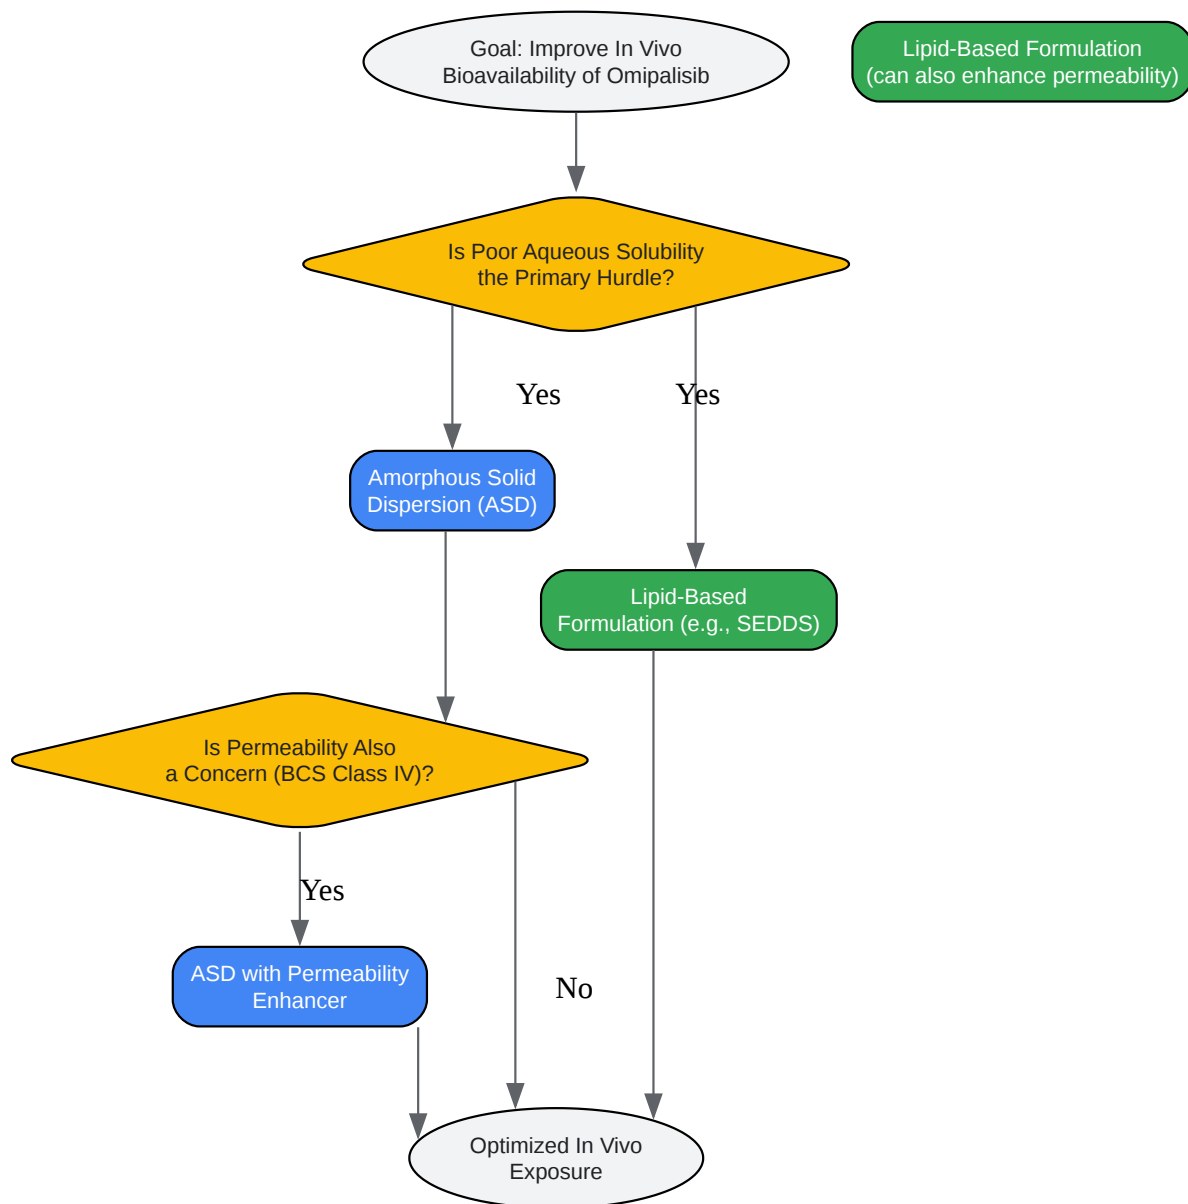 Goal: Improve In Vivo
Bioavailability of Omipalisib
Lipid-Based Formulation
(can also enhance permeability)
Is Poor Aqueous Solubility
the Primary Hurdle?
Yes
Yes
Amorphous Solid
Dispersion (ASD)
Lipid-Based
Formulation (e.g., SEDDS)
Is Permeability Also
a Concern (BCS Class IV)?
Yes
ASD with Permeability
Enhancer
No
Optimized In Vivo
Exposure